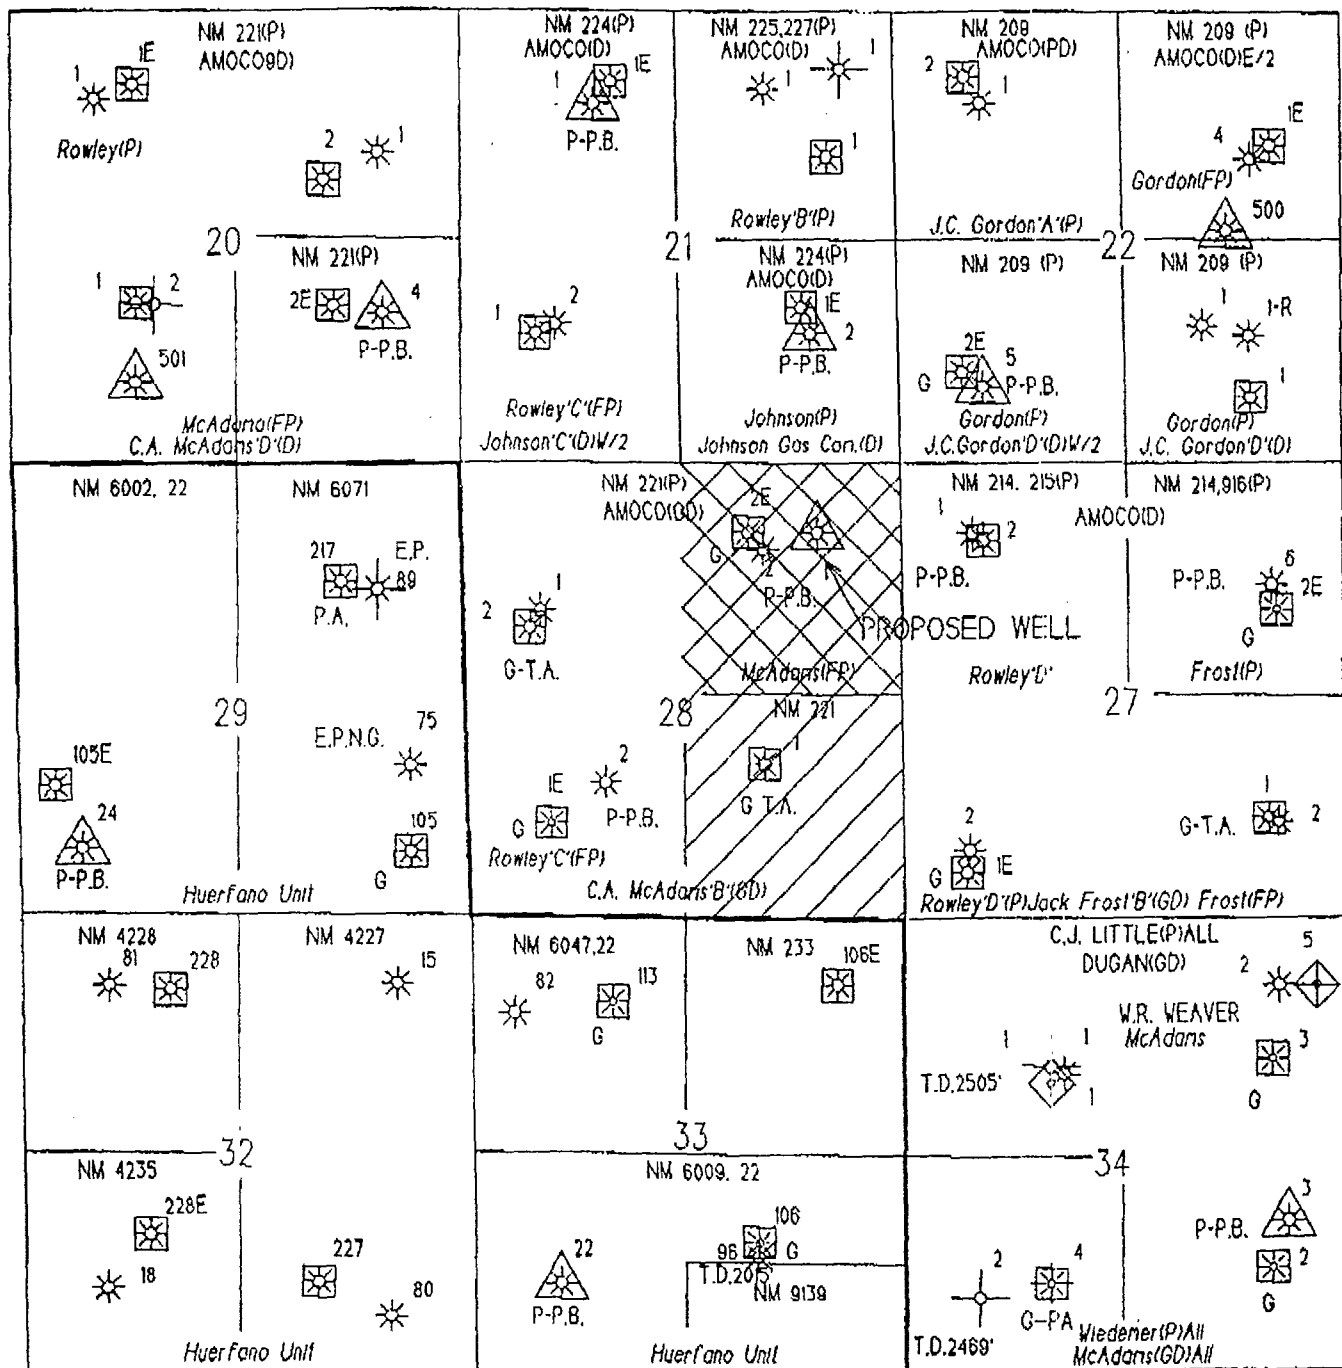 NM 221(P)
AMOCO9D)
1E
1
Rowley(P)
2
1
20
NM 224(P)
AMOCO(D)
1
1E
P-P.B.
NM 225,227(P)
AMOCO(D)
1
1
1
Rowley'B'(P)
21
NM 209
AMOCO(PD)
2
1
J.C. Gordon'A'(P)
NM 209 (P)
AMOCO(D)E/2
1E
4
Gordon(FP)
500
22
1
2
501
McAdams(FP)
C.A. McAdams'D'(D)
NM 221(P)
2E
4
P-P.B.
1
2
Rowley'C'(FP)
Johnson'C'(D)W/2
NM 224(P)
AMOCO(D)
1E
2
P-P.B.
Johnson(P)
Johnson Gas Com.(D)
NM 209 (P)
2E
5
G
P-P.B.
Gordon(P)
J.C.Gordon'D'(D)W/2
NM 209 (P)
1
1-R
1
Gordon(P)
J.C. Gordon'D'(D)
NM 6002, 22
NM 6071
217
E.P.
89
P.A.
29
E.P.N.G.
75
105E
24
P-P.B.
105
G
Huerfano Unit
NM 221(P)
AMOCO(GD)
2E
G
2
P-P.B.
1
PROPOSED WELL
McAdams(FP)
1
2
G-T.A.
28
NM 221
1
G T.A.
1E
2
G
P-P.B.
Rowley'C'(FP)
C.A. McAdams'B'(GD)
NM 214. 215(P)
NM 214,916(P)
AMOCO(D)
1
2
P-P.B.
P-P.B.
6
2E
G
Rowley'D'
Frost(P)
27
1
G-T.A.
2
2
G
1E
Rowley'D'(P)Jack Frost'B'(GD) Frost(FP)
NM 4228
NM 4227
81
228
15
32
NM 4235
228E
18
227
80
Huerfano Unit
NM 6047,22
NM 233
82
113
G
106E
33
NM 6009, 22
22
P-P.B.
106
96
G
NM 9139
Huerfano Unit
C.J. LITTLE(P)ALL
DUGAN(GD)
5
2
W.R. WEAVER
McAdams
1
1
T.D.2505'
1
3
G
34
3
P-P.B.
2
G
2
4
G-PA
T.D.2469'
Wiedemer(P)All
McAdams(GD)All